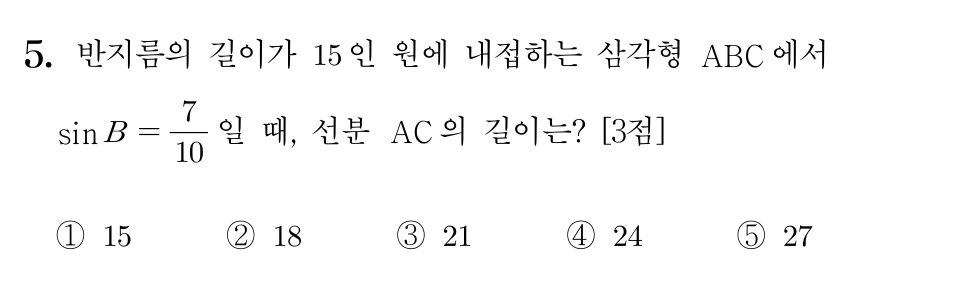 5. 반지름의 길이가 15인 원에 내접하는 삼각형 ABC에서
sin B = 7/10 일 때, 선분 AC의 길이는? [3점]
① 15 ② 18 ③ 21 ④ 24 ⑤ 27